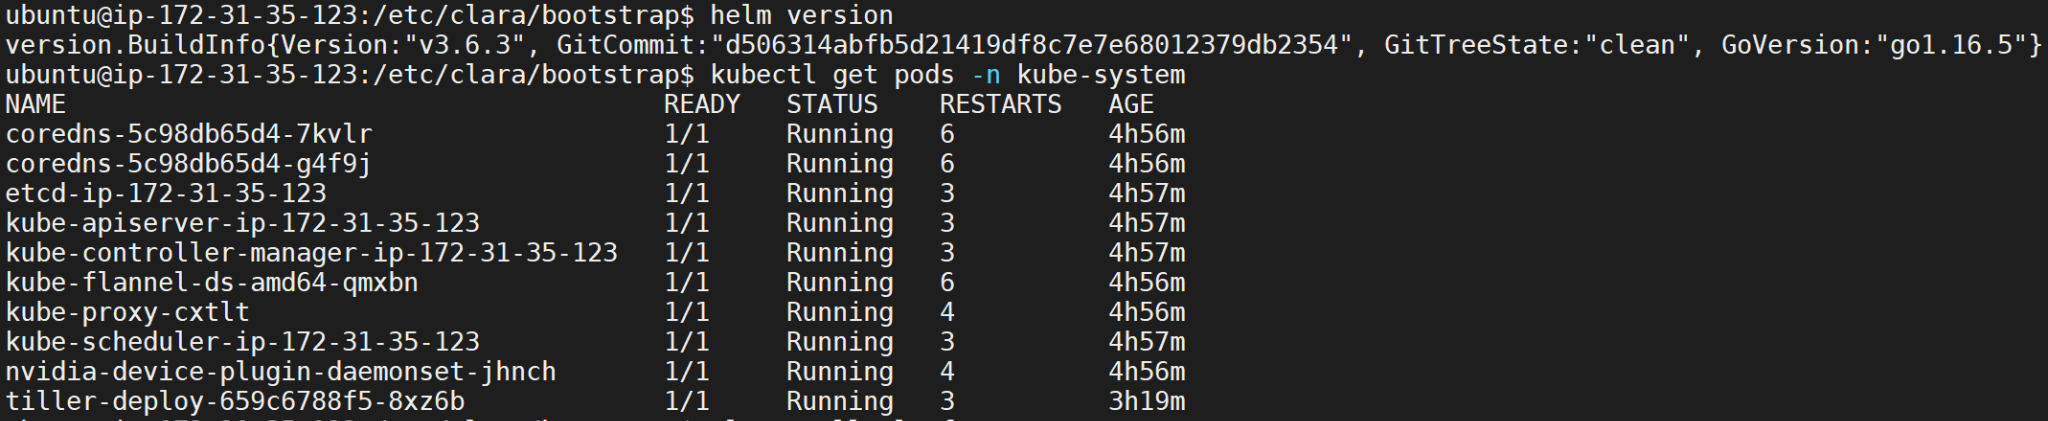 ubuntu@ip-172-31-35-123:/etc/clara/bootstrap$ helm version
version.BuildInfo{Version:"v3.6.3", GitCommit:"d506314abfb5d21419df8c7e7e68012379db2354", GitTreeState:"clean", GoVersion:"go1.16.5"}
ubuntu@ip-172-31-35-123:/etc/clara/bootstrap$ kubectl get pods -n kube-system
NAME READY STATUS RESTARTS AGE
coredns-5c98db65d4-7kvlr 1/1 Running 6 4h56m
coredns-5c98db65d4-g4f9j 1/1 Running 6 4h56m
etcd-ip-172-31-35-123 1/1 Running 3 4h57m
kube-apiserver-ip-172-31-35-123 1/1 Running 3 4h57m
kube-controller-manager-ip-172-31-35-123 1/1 Running 3 4h57m
kube-flannel-ds-amd64-qmxbn 1/1 Running 6 4h56m
kube-proxy-cxtlt 1/1 Running 4 4h56m
kube-scheduler-ip-172-31-35-123 1/1 Running 3 4h57m
nvidia-device-plugin-daemonset-jhnch 1/1 Running 4 4h56m
tiller-deploy-659c6788f5-8xz6b 1/1 Running 3 3h19m